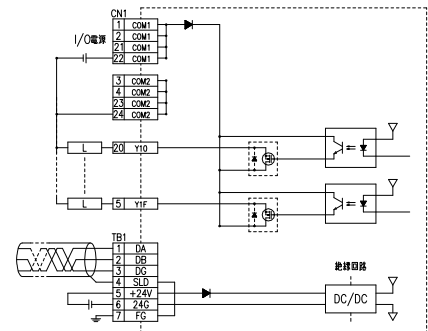 CN1
I/O電源
1 COM1
2 COM1
21 COM1
22 COM1
3 COM2
4 COM2
23 COM2
24 COM2
L 20 Y10
L 5 Y1F
TB1
1 DA
2 DB
3 DG
4 SLD
5 +24V
6 24G
7 FG
絶縁回路
DC/DC